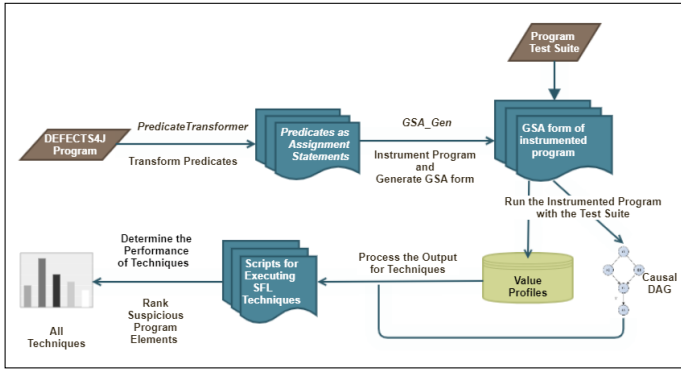 Program
Test Suite
PredicateTransformer
GSA_Gen
DEFECTS4J
Program
Predicates as
Assignment
Statements
GSA form of
instrumented
program
Transform Predicates
Instrument Program
and
Generate GSA form
Run the Instrumented Program
with the Test Suite
Determine the
Performance
of Techniques
Scripts for
Executing
SFL
Techniques
Process the Output
for Techniques
Value
Profiles
Causal
DAG
Rank
Suspicious
Program
Elements
All
Techniques